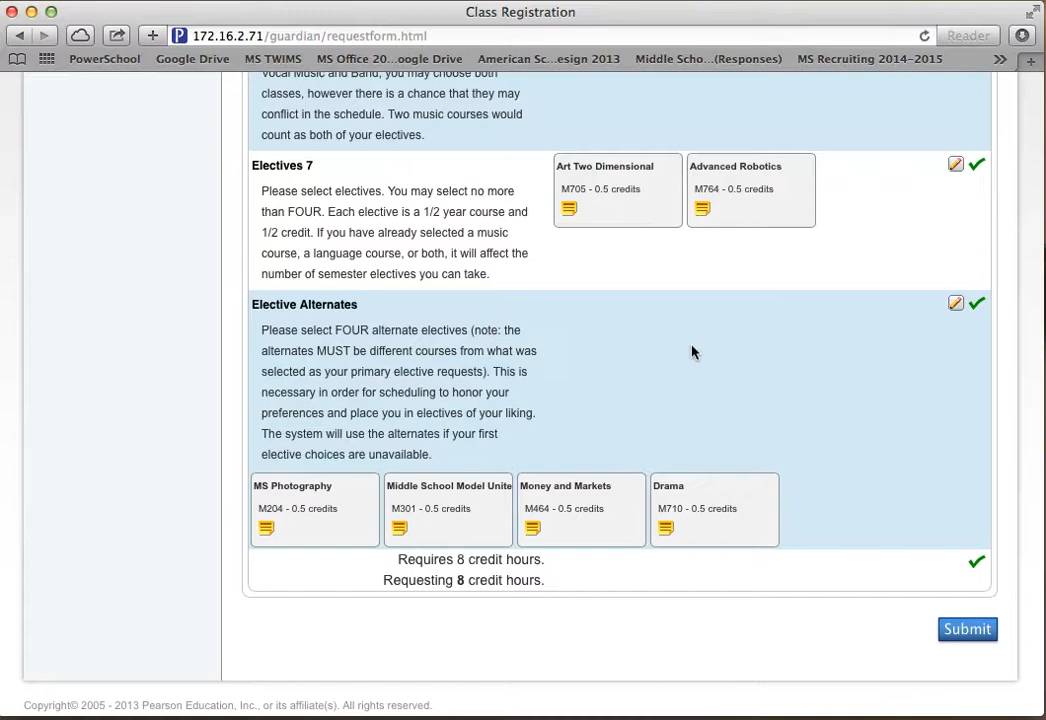 Class Registration
172.16.2.71/guardian/requestform.html
Reader
PowerSchool Google Drive MS TWIMS MS Office 20...oogle Drive American Sc...esign 2013 Middle Scho...(Responses) MS Recruiting 2014–2015
Vocal Music and Band, you may choose both
classes, however there is a chance that they may
conflict in the schedule. Two music courses would
count as both of your electives.
Electives 7
Please select electives. You may select no more
than FOUR. Each elective is a 1/2 year course and
1/2 credit. If you have already selected a music
course, a language course, or both, it will affect the
number of semester electives you can take.
Art Two Dimensional
M705 - 0.5 credits
Advanced Robotics
M764 - 0.5 credits
Elective Alternates
Please select FOUR alternate electives (note: the
alternates MUST be different courses from what was
selected as your primary elective requests). This is
necessary in order for scheduling to honor your
preferences and place you in electives of your liking.
The system will use the alternates if your first
elective choices are unavailable.
MS Photography
M204 - 0.5 credits
Middle School Model Unite
M301 - 0.5 credits
Money and Markets
M464 - 0.5 credits
Drama
M710 - 0.5 credits
Requires 8 credit hours.
Requesting 8 credit hours.
Submit
Copyright© 2005 - 2013 Pearson Education, Inc., or its affiliate(s). All rights reserved.